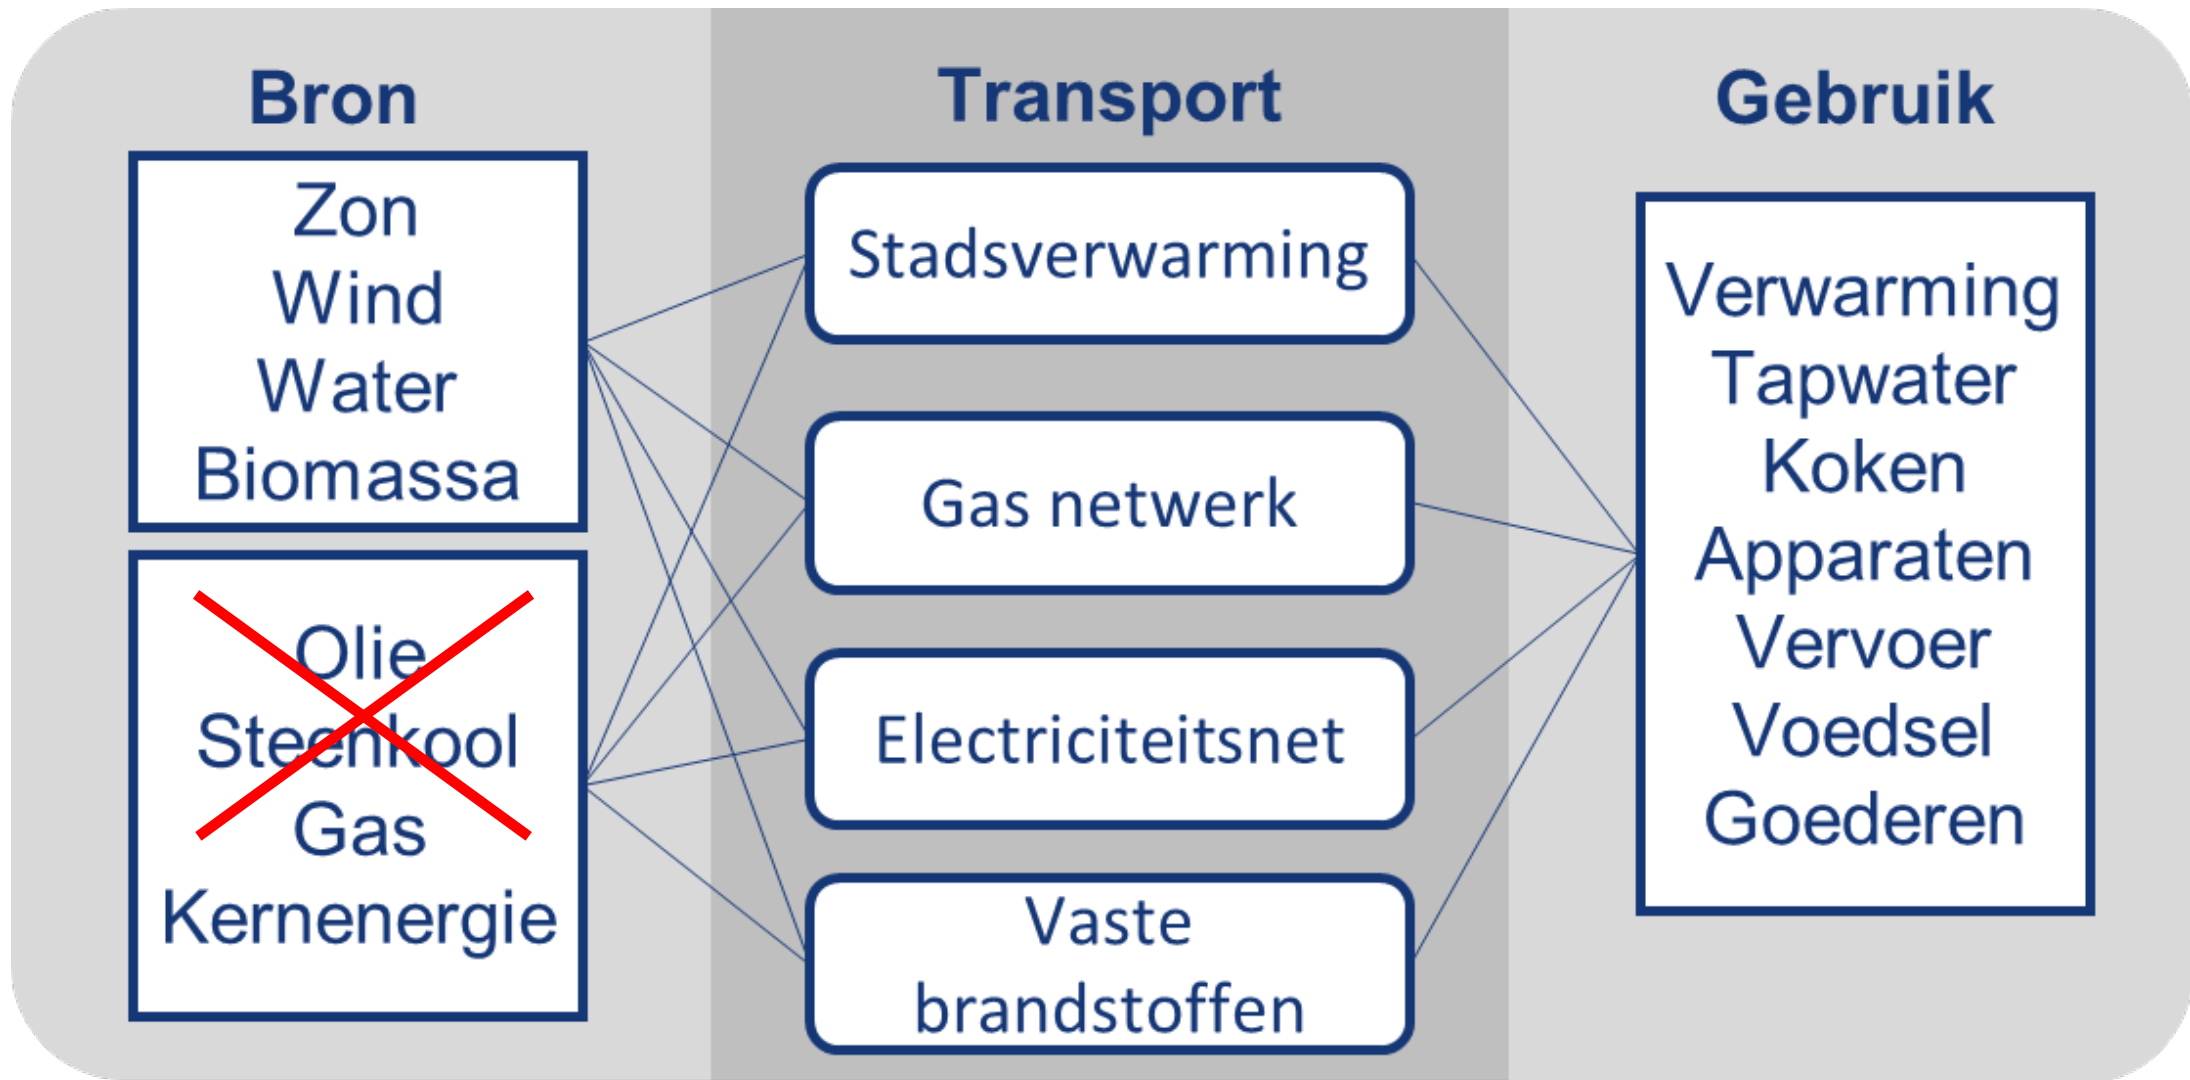 Bron
Zon
Wind
Water
Biomassa
Olie
Steenkool
Gas
Kernenergie
Transport
Stadsverwarming
Gas netwerk
Electriciteitsnet
Vaste
brandstoffen
Gebruik
Verwarming
Tapwater
Koken
Apparaten
Vervoer
Voedsel
Goederen